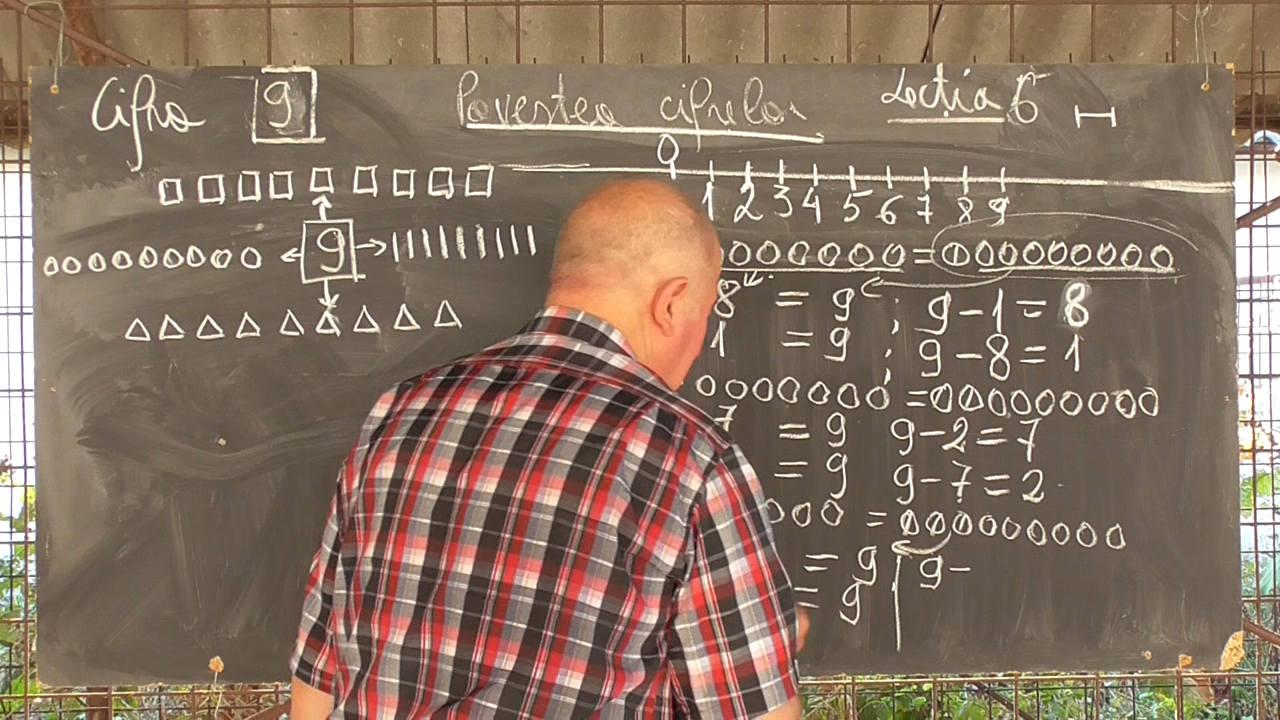 Cifra 9 Povestea cifrelor Lecția 6
0
1 2 3 4 5 6 7 8 9
9
=
8 = 9 ; 9-1=8
1 = 9 ; 9-8=1
=
7 = 9 9-2=7
= 9 9-7=2
=
= 9 | 9-
= 9